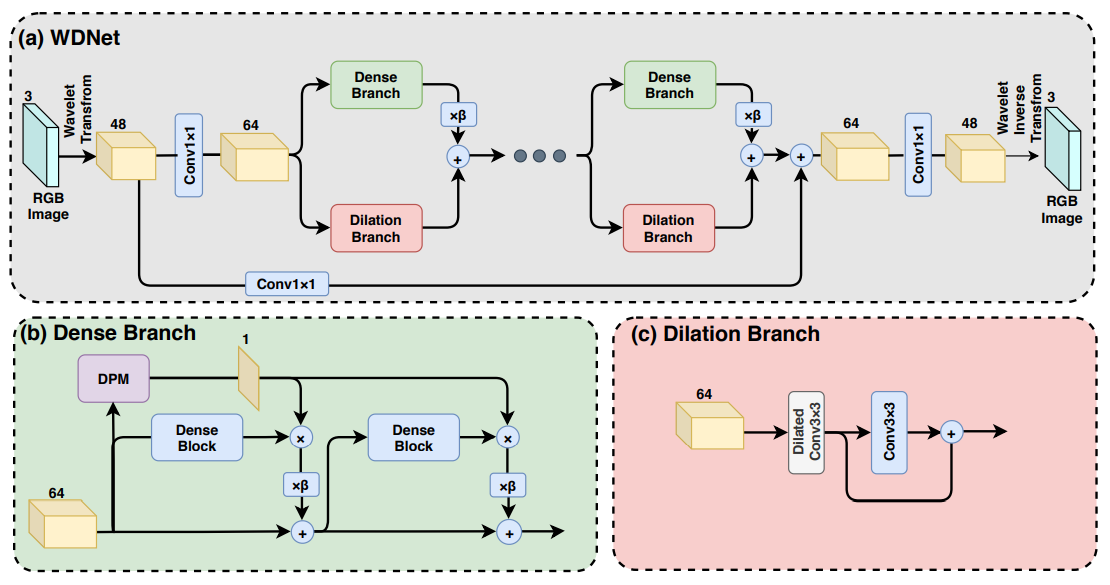 (a) WDNet
3
Wavelet
Transfrom
48
Conv1×1
64
Dense
Branch
×β
+
Dilation
Branch
Dense
Branch
×β
+
Dilation
Branch
+
64
Conv1×1
48
Wavelet
Inverse
Transfrom
3
RGB
Image
RGB
Image
Conv1×1
(b) Dense Branch
DPM
1
Dense
Block
×
Dense
Block
×
×β
×β
64
+
+
(c) Dilation Branch
64
Dilated
Conv3×3
Conv3×3
+